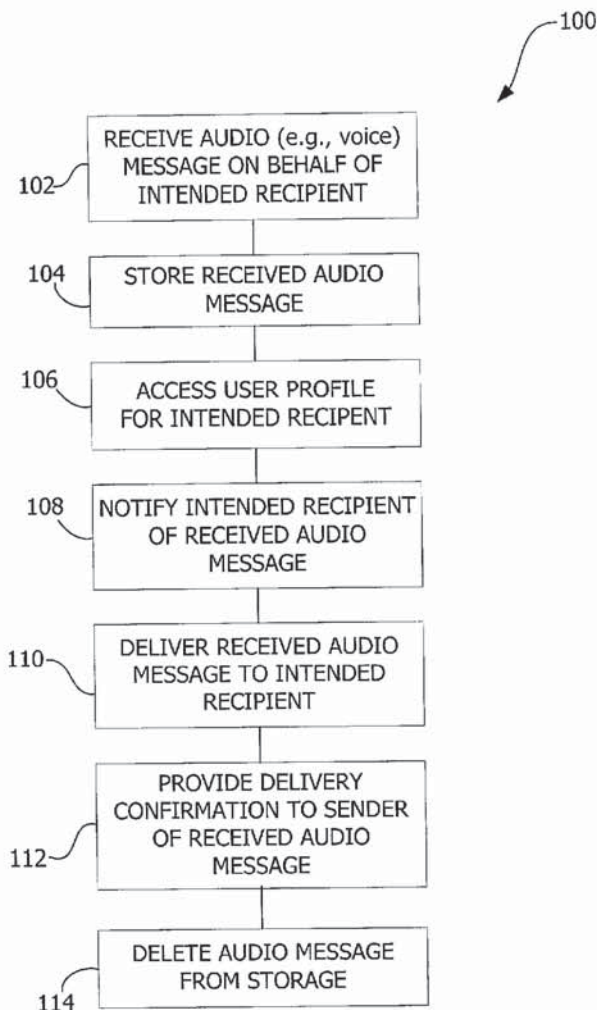 100
RECEIVE AUDIO (e.g., voice)
MESSAGE ON BEHALF OF
INTENDED RECIPIENT
102
STORE RECEIVED AUDIO
MESSAGE
104
ACCESS USER PROFILE
FOR INTENDED RECIPENT
106
NOTIFY INTENDED RECIPIENT
OF RECEIVED AUDIO
MESSAGE
108
DELIVER RECEIVED AUDIO
MESSAGE TO INTENDED
RECIPIENT
110
PROVIDE DELIVERY
CONFIRMATION TO SENDER
OF RECEIVED AUDIO
MESSAGE
112
DELETE AUDIO MESSAGE
FROM STORAGE
114